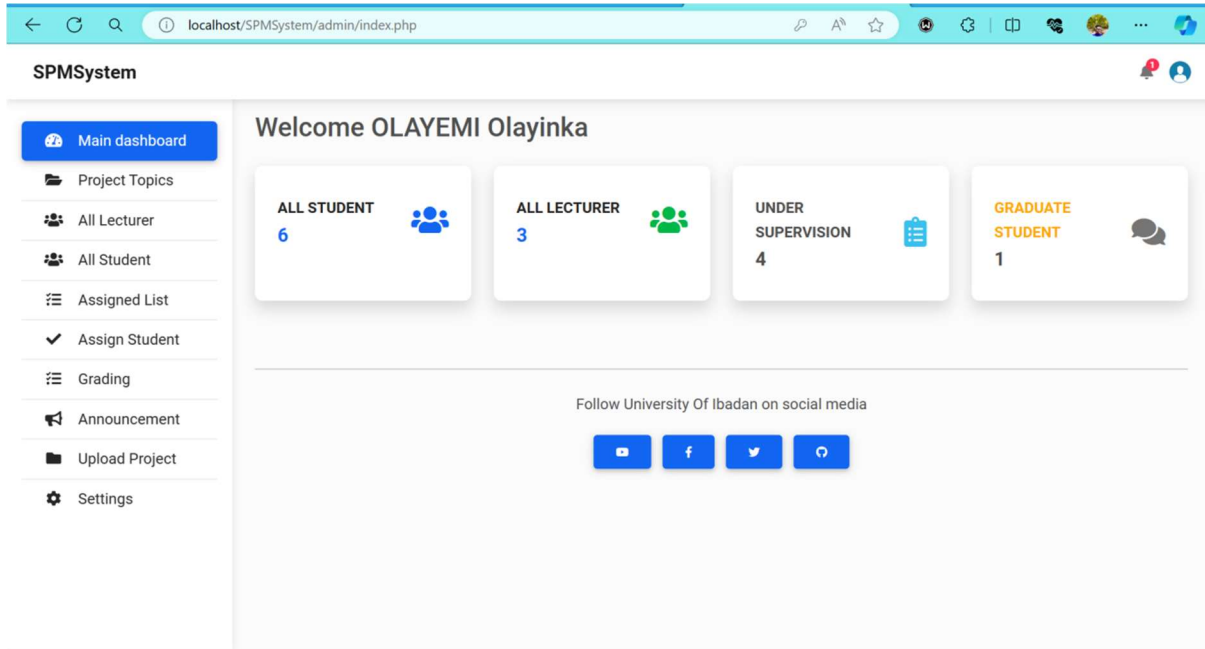 localhost/SPMSystem/admin/index.php
SPMSystem
1
Main dashboard
Project Topics
All Lecturer
All Student
Assigned List
Assign Student
Grading
Announcement
Upload Project
Settings
Welcome OLAYEMI Olayinka
ALL STUDENT
6
ALL LECTURER
3
UNDER
SUPERVISION
4
GRADUATE
STUDENT
1
Follow University Of Ibadan on social media